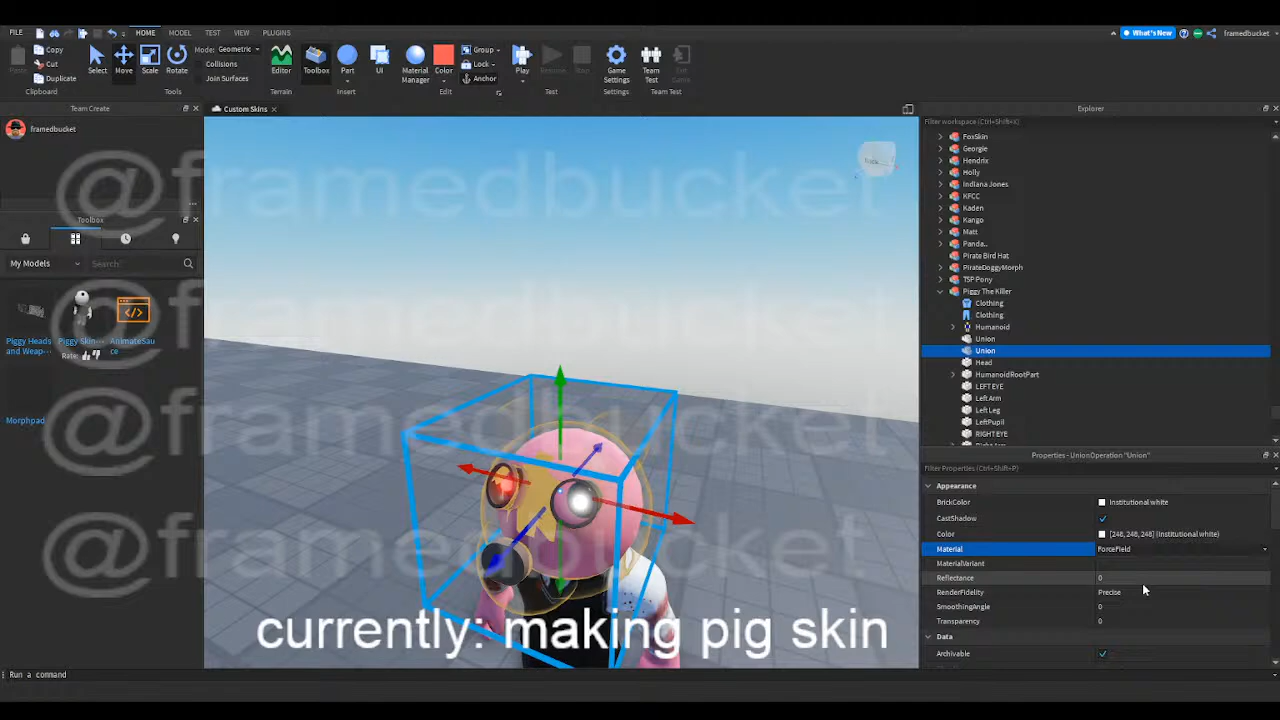 FILE HOME MODEL TEST VIEW PLUGINS What's New framedbucket
Copy
Cut
Duplicate
Select Move Scale Rotate
Mode: Geometric
Collisions
Join Surfaces
Editor Toolbox Part UI Material Manager Color
Group
Lock
Anchor
Play Game Settings Team Test
Clipboard Tools Terrain Insert Edit Test Settings Team Test
Team Create Custom Skins Explorer
framedbucket
Toolbox
My Models Search
Piggy Heads and Weap... Piggy Skin... AnimateSauce
Rate:
Morphpad
@framedbucket
@framedbucket
@framedbucket
@framedbucket
currently: making pig skin
Filter workspace (Ctrl+Shift+X)
FoxSkin
Georgie
Hendrix
Holly
Indiana Jones
KFCC
Kaden
Kango
Matt
Panda..
Pirate Bird Hat
PirateDoggyMorph
TSP Pony
Piggy The Killer
Clothing
Clothing
Humanoid
Union
Union
Head
HumanoidRootPart
LEFT EYE
Left Arm
Left Leg
LeftPupil
RIGHT EYE
Properties - UnionOperation "Union"
Filter Properties (Ctrl+Shift+P)
Appearance
BrickColor Institutional white
CastShadow
Color [248, 248, 248] (Institutional white)
Material ForceField
MaterialVariant
Reflectance 0
RenderFidelity Precise
SmoothingAngle 0
Transparency 0
Data
Archivable
Run a command